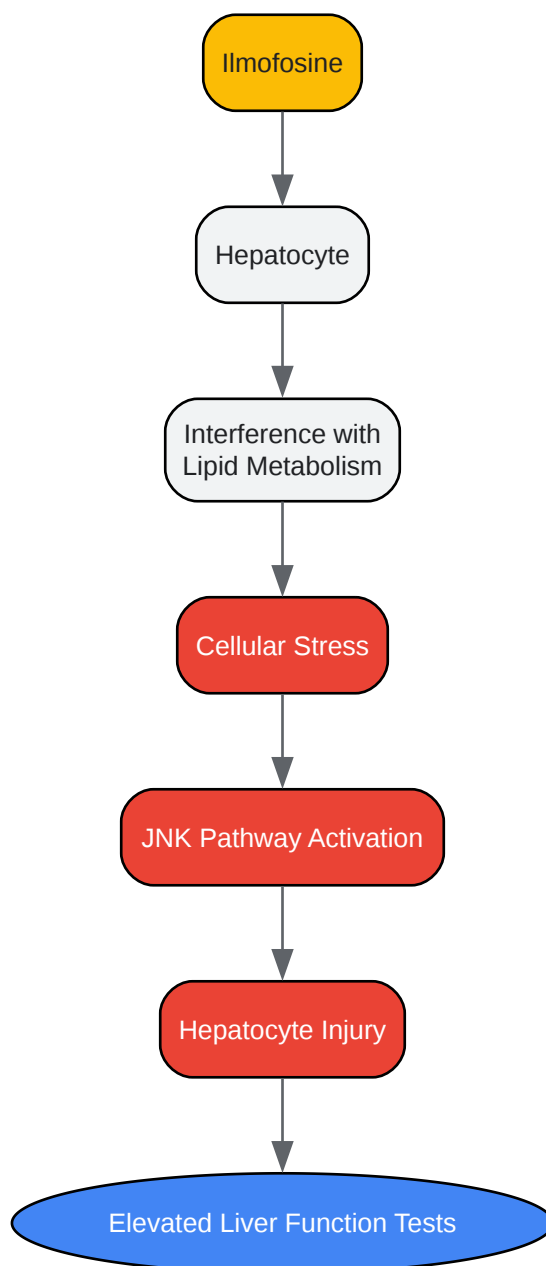 Ilmofosine
Hepatocyte
Interference with
Lipid Metabolism
Cellular Stress
JNK Pathway Activation
Hepatocyte Injury
Elevated Liver Function Tests